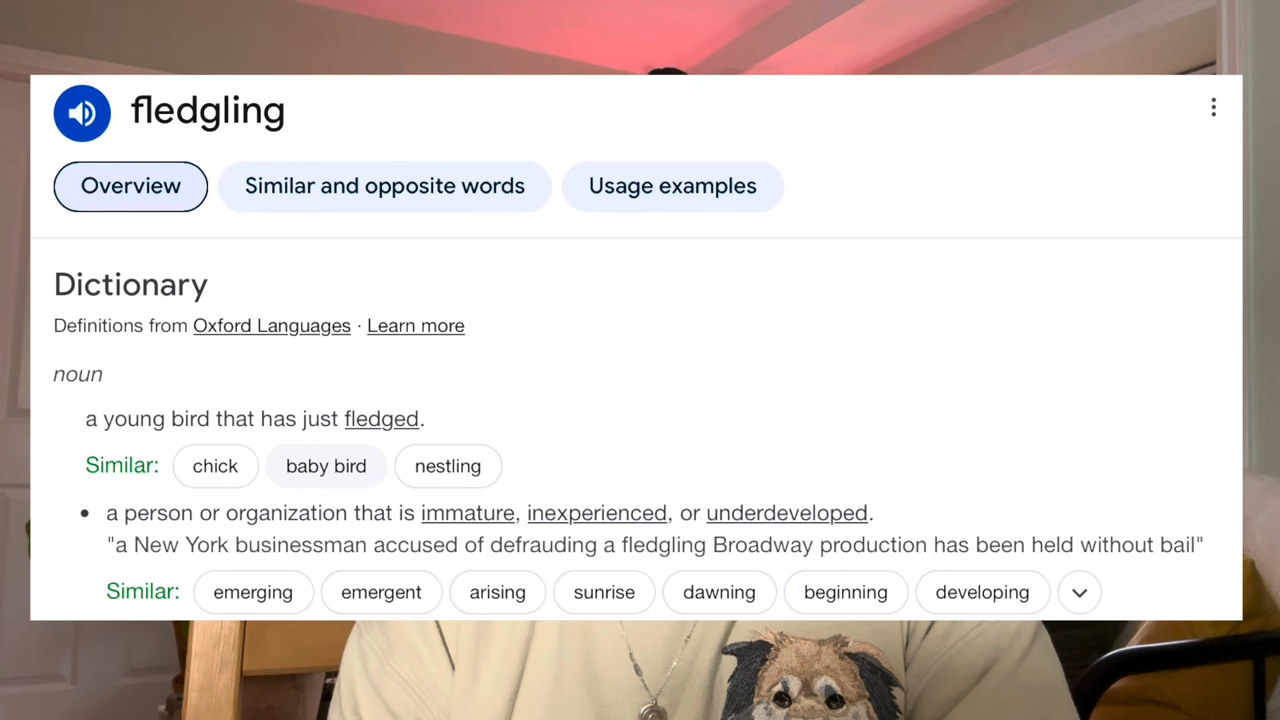 fledgling
Overview Similar and opposite words Usage examples
Dictionary
Definitions from Oxford Languages · Learn more
noun
a young bird that has just fledged.
Similar: chick baby bird nestling
• a person or organization that is immature, inexperienced, or underdeveloped.
"a New York businessman accused of defrauding a fledgling Broadway production has been held without bail"
Similar: emerging emergent arising sunrise dawning beginning developing